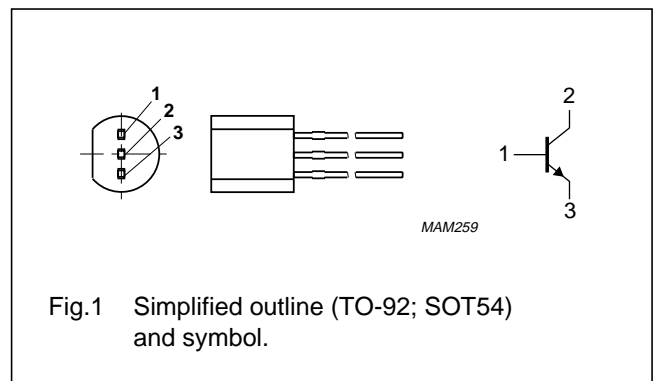 1
2
3
2
1
3
MAM259
Fig.1 Simplified outline (TO-92; SOT54)
and symbol.